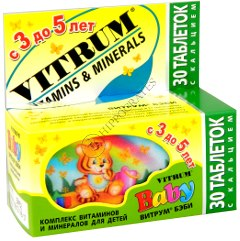 с 3 до 5 лет
VITRUM®
VITAMINS & MINERALS
30 ТАБЛЕТОК
С КАЛЬЦИЕМ
с 3 до 5 лет
VITRUM®
Baby
ВИТРУМ® БЭБИ
КОМПЛЕКС ВИТАМИНОВ
И МИНЕРАЛОВ ДЛЯ ДЕТЕЙ
30 ТАБЛЕТОК
С КАЛЬЦИЕМ